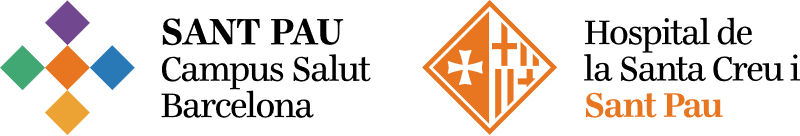 SANT PAU
Campus Salut
Barcelona
Hospital de
la Santa Creu i
Sant Pau